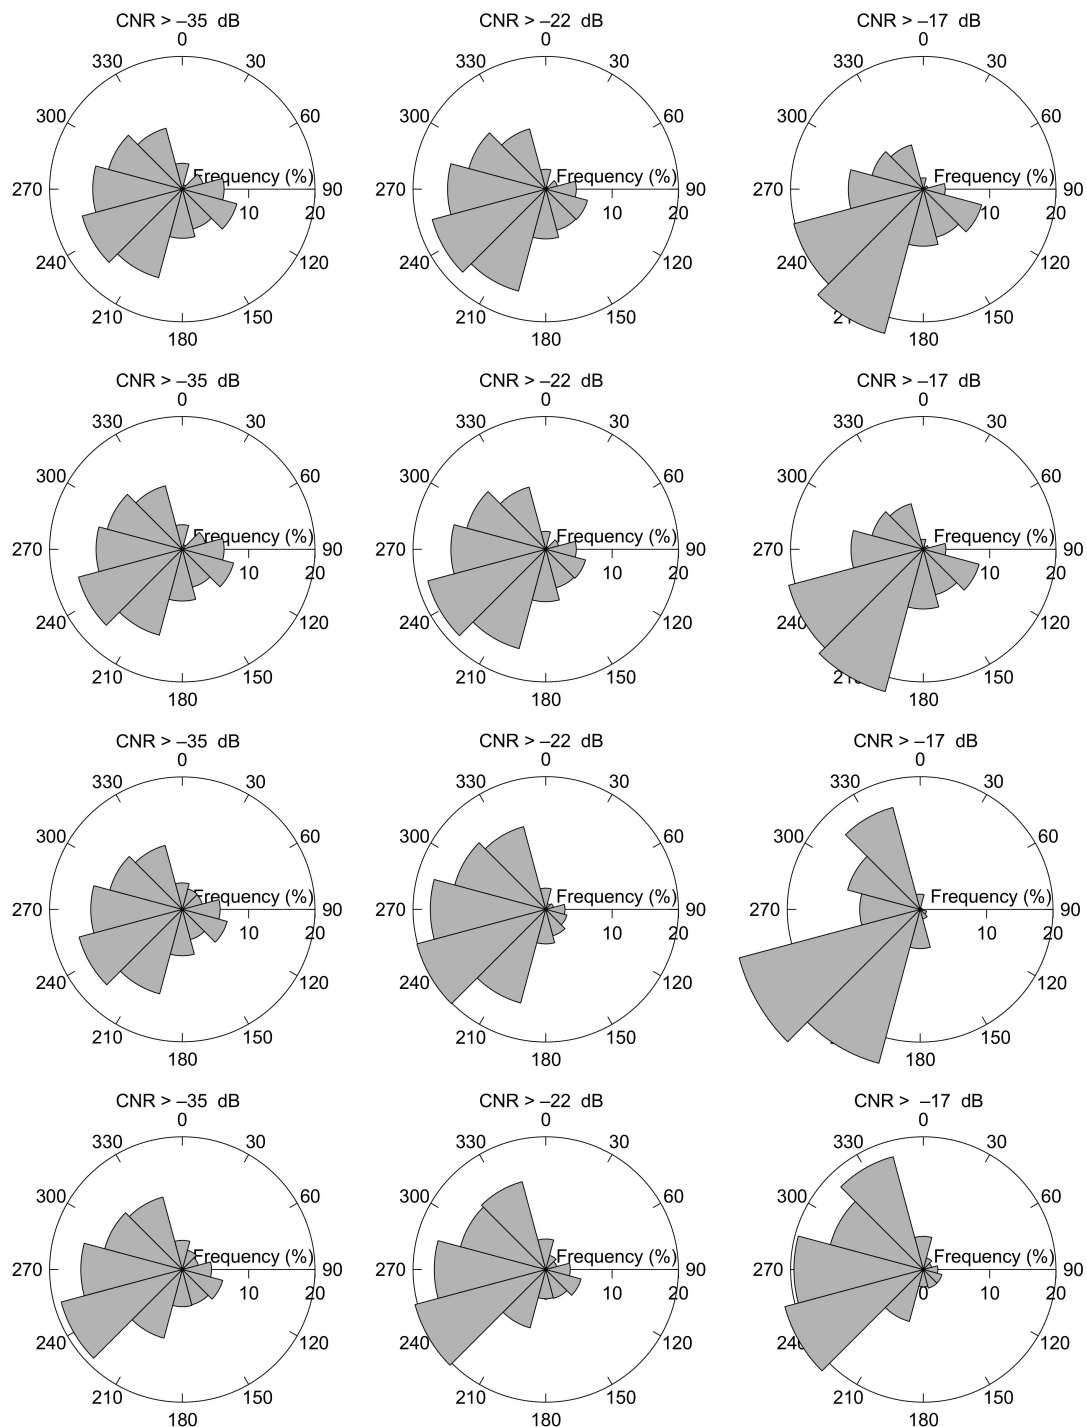 CNR > –35 dB CNR > –22 dB CNR > –17 dB
0 0 0
330 30 330 30 330 30
300 60 300 60 300 60
Frequency (%) Frequency (%) Frequency (%)
270 90 270 90 270 90
10 20 10 20 10 20
240 120 240 120 240 120
210 150 210 150 21 150
180 180 180
CNR > –35 dB CNR > –22 dB CNR > –17 dB
0 0 0
330 30 330 30 330 30
300 60 300 60 300 60
Frequency (%) Frequency (%) Frequency (%)
270 90 270 90 270 90
10 20 10 20 10 20
240 120 240 120 240 120
210 150 210 150 210 150
180 180 180
CNR > –35 dB CNR > –22 dB CNR > –17 dB
0 0 0
330 30 330 30 330 30
300 60 300 60 300 60
Frequency (%) Frequency (%) Frequency (%)
270 90 270 90 270 90
10 20 10 20 10 20
240 120 240 120 120
210 150 210 150 150
180 180 180
CNR > –35 dB CNR > –22 dB CNR > –17 dB
0 0 0
330 30 330 30 330 30
300 60 300 60 300 60
Frequency (%) Frequency (%) Frequency (%)
270 90 270 90 270 90
10 20 10 20 0 10 20
240 120 240 120 240 120
210 150 210 150 210 150
180 180 180